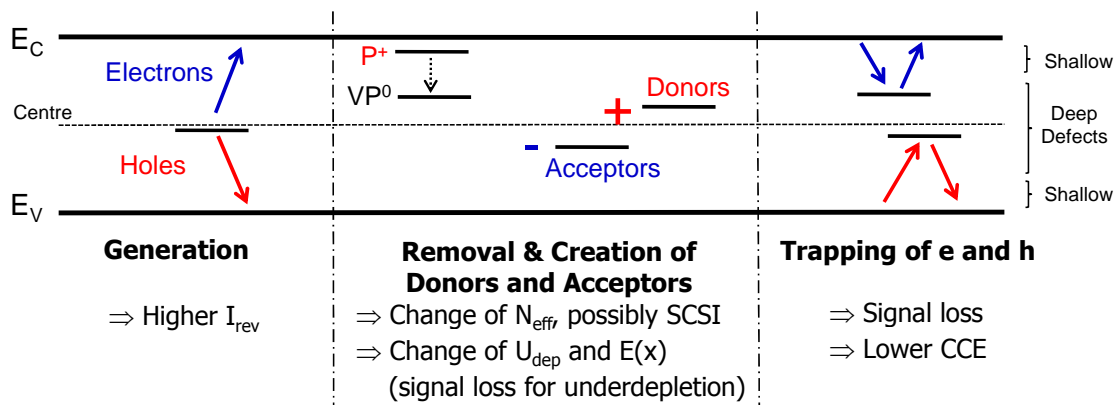 E_C
P⁺
Electrons
VP⁰
Donors
+
Centre
-
Holes
Acceptors
E_V
Shallow
Deep
Defects
Shallow
Generation
⇒ Higher I_rev
Removal & Creation of
Donors and Acceptors
⇒ Change of N_eff, possibly SCSI
⇒ Change of U_dep and E(x)
(signal loss for underdepletion)
Trapping of e and h
⇒ Signal loss
⇒ Lower CCE